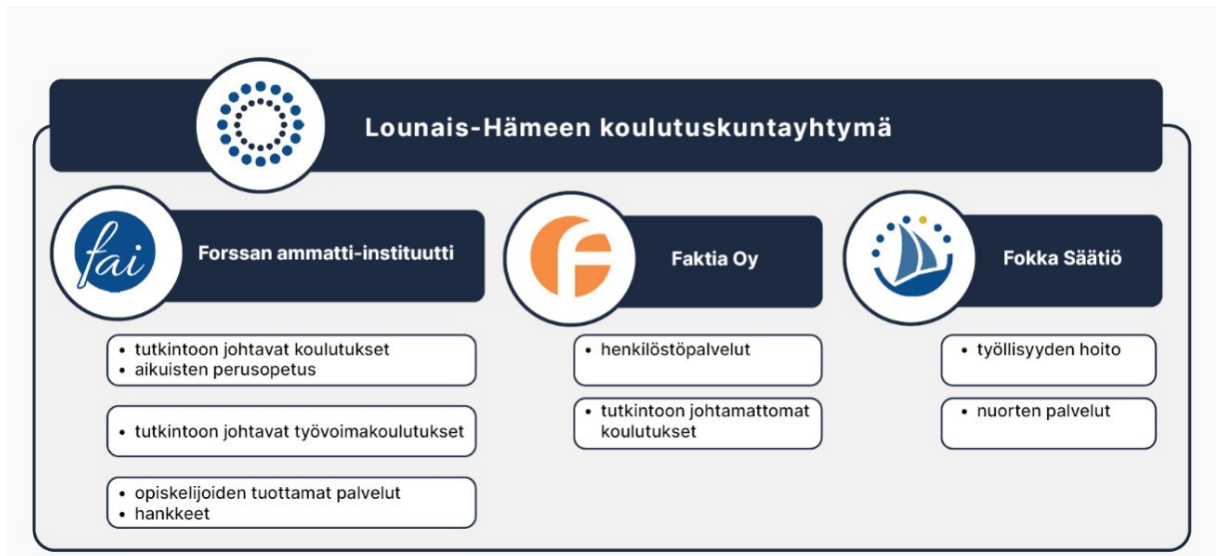 Lounais-Hämeen koulutuskuntayhtymä
fai
Forssan ammatti-instituutti
• tutkintoon johtavat koulutukset
• aikuisten perusopetus
• tutkintoon johtavat työvoimakoulutukset
• opiskelijoiden tuottamat palvelut
• hankkeet
F
Faktia Oy
• henkilöstöpalvelut
• tutkintoon johtamattomat
koulutukset
Fokka Säätiö
• työllisyyden hoito
• nuorten palvelut